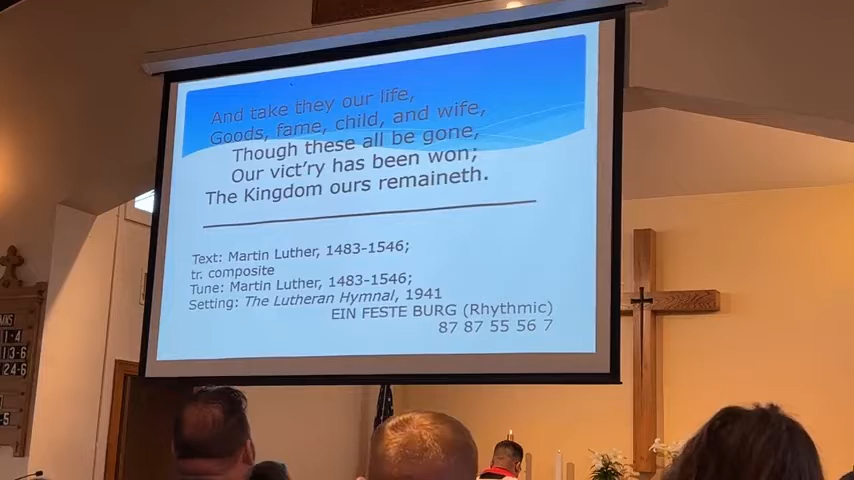 And take they our life,
Goods, fame, child, and wife,
Though these all be gone,
Our vict'ry has been won;
The Kingdom ours remaineth.
Text: Martin Luther, 1483-1546;
tr. composite
Tune: Martin Luther, 1483-1546;
Setting: The Lutheran Hymnal, 1941
EIN FESTE BURG (Rhythmic)
87 87 55 56 7